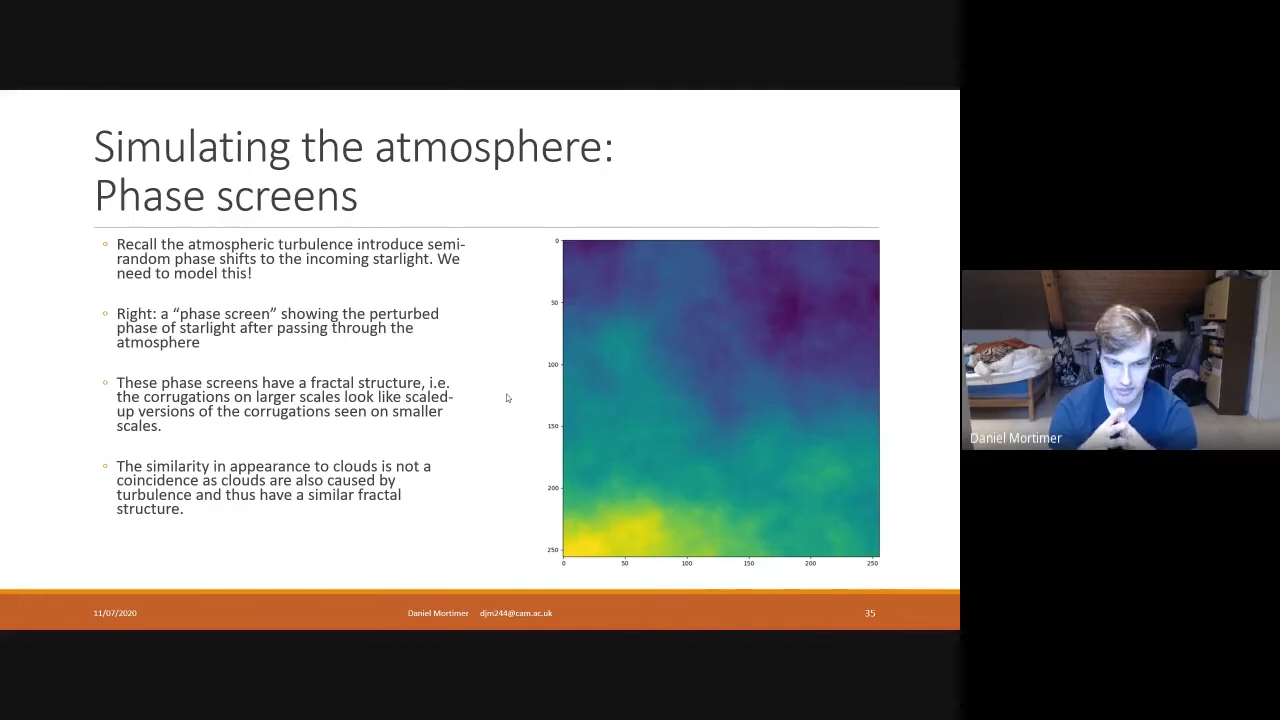 Simulating the atmosphere:
Phase screens
Recall the atmospheric turbulence introduce semi-
random phase shifts to the incoming starlight. We
need to model this!
Right: a “phase screen” showing the perturbed
phase of starlight after passing through the
atmosphere
These phase screens have a fractal structure, i.e.
the corrugations on larger scales look like scaled-
up versions of the corrugations seen on smaller
scales.
The similarity in appearance to clouds is not a
coincidence as clouds are also caused by
turbulence and thus have a similar fractal
structure.
0
50
100
150
200
250
0 50 100 150 200 250
Daniel Mortimer
11/07/2020 Daniel Mortimer djm244@cam.ac.uk 35